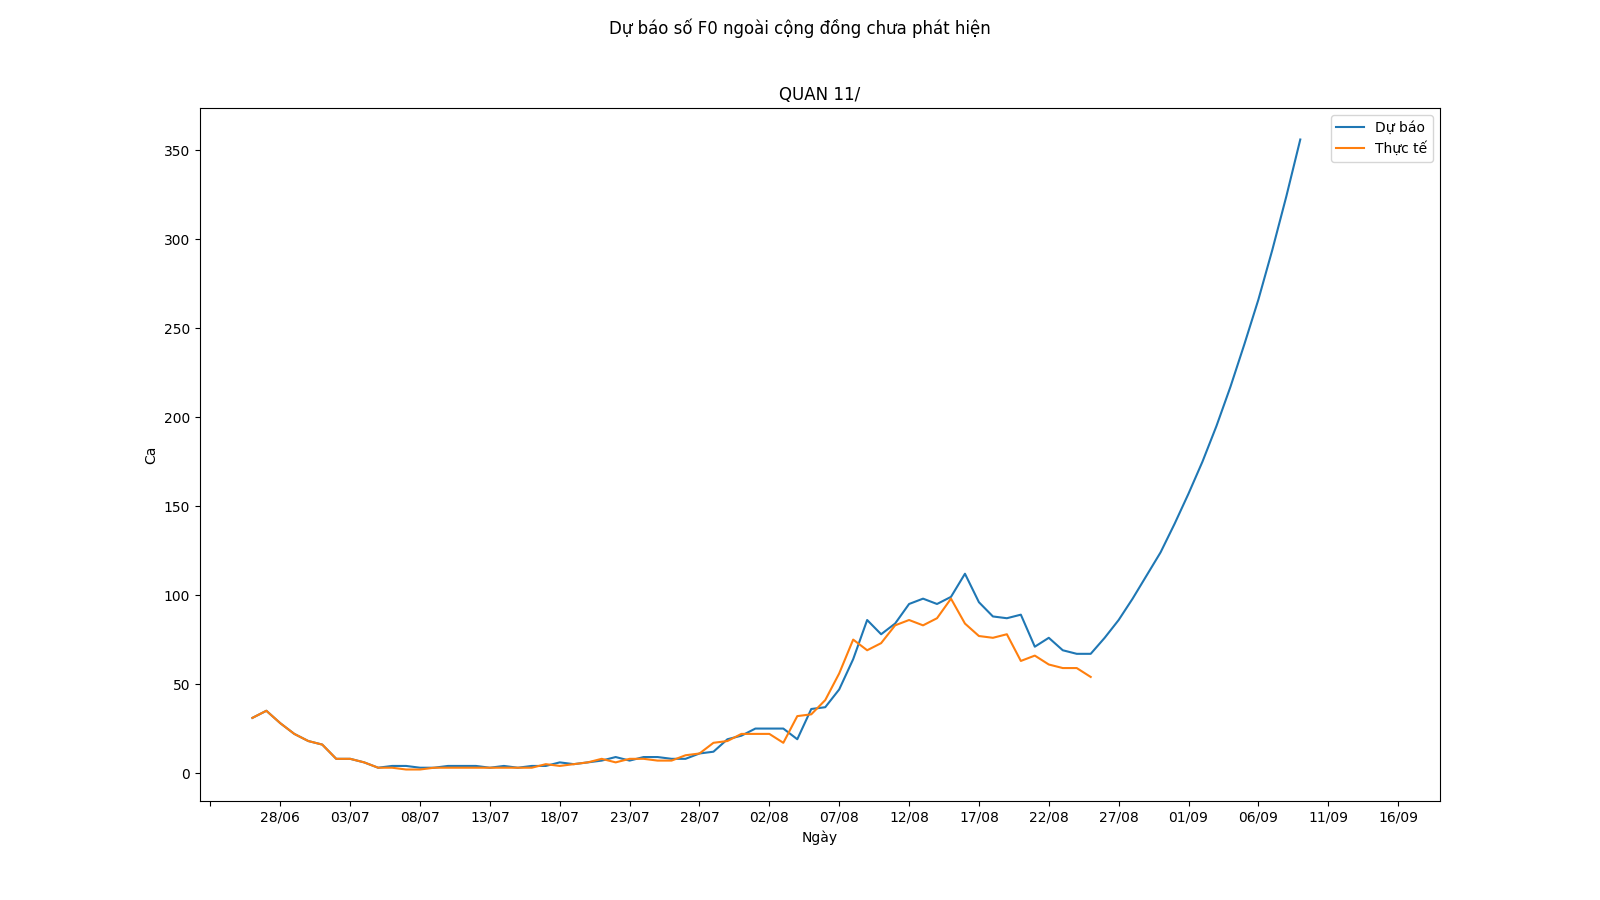 Dự báo số F0 ngoài cộng đồng chưa phát hiện
QUAN 11/
Dự báo
Thực tế
350
300
250
200
150
100
50
0
Ca
28/06 03/07 08/07 13/07 18/07 23/07 28/07 02/08 07/08 12/08 17/08 22/08 27/08 01/09 06/09 11/09 16/09
Ngày